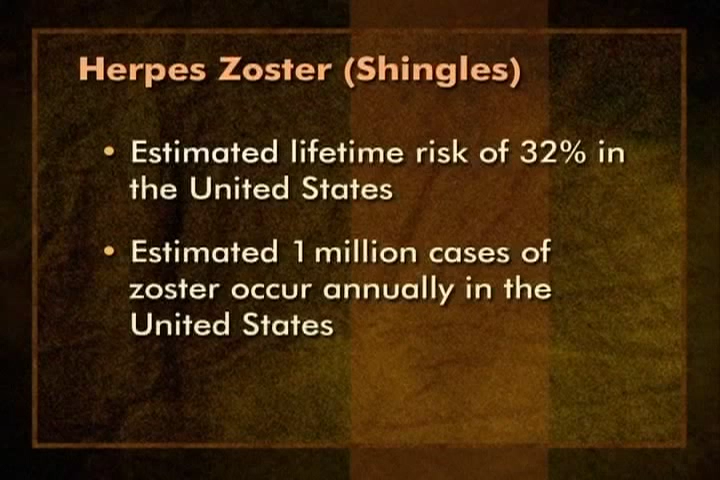 Herpes Zoster (Shingles)
• Estimated lifetime risk of 32% in
the United States
• Estimated 1 million cases of
zoster occur annually in the
United States